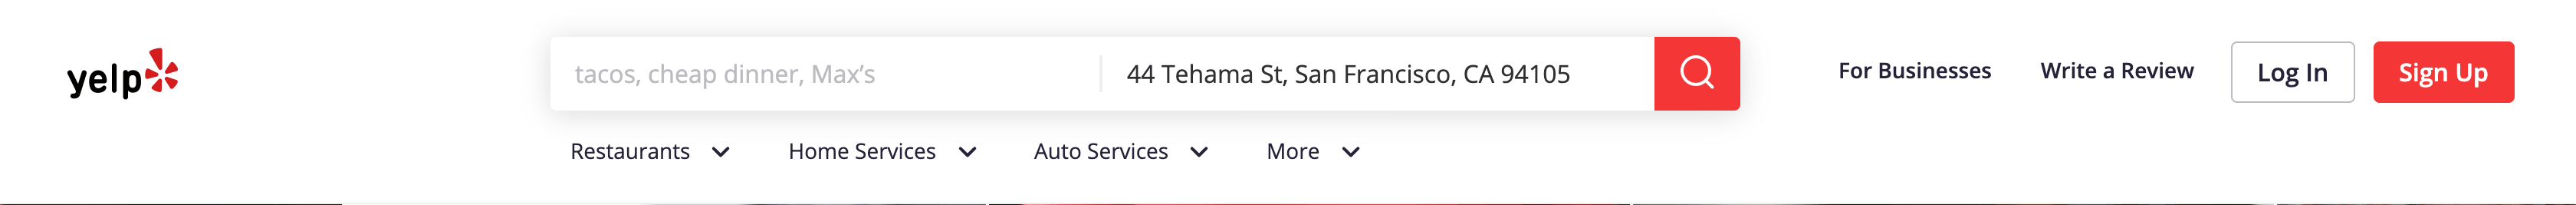 yelp
tacos, cheap dinner, Max’s
44 Tehama St, San Francisco, CA 94105
For Businesses
Write a Review
Log In
Sign Up
Restaurants
Home Services
Auto Services
More